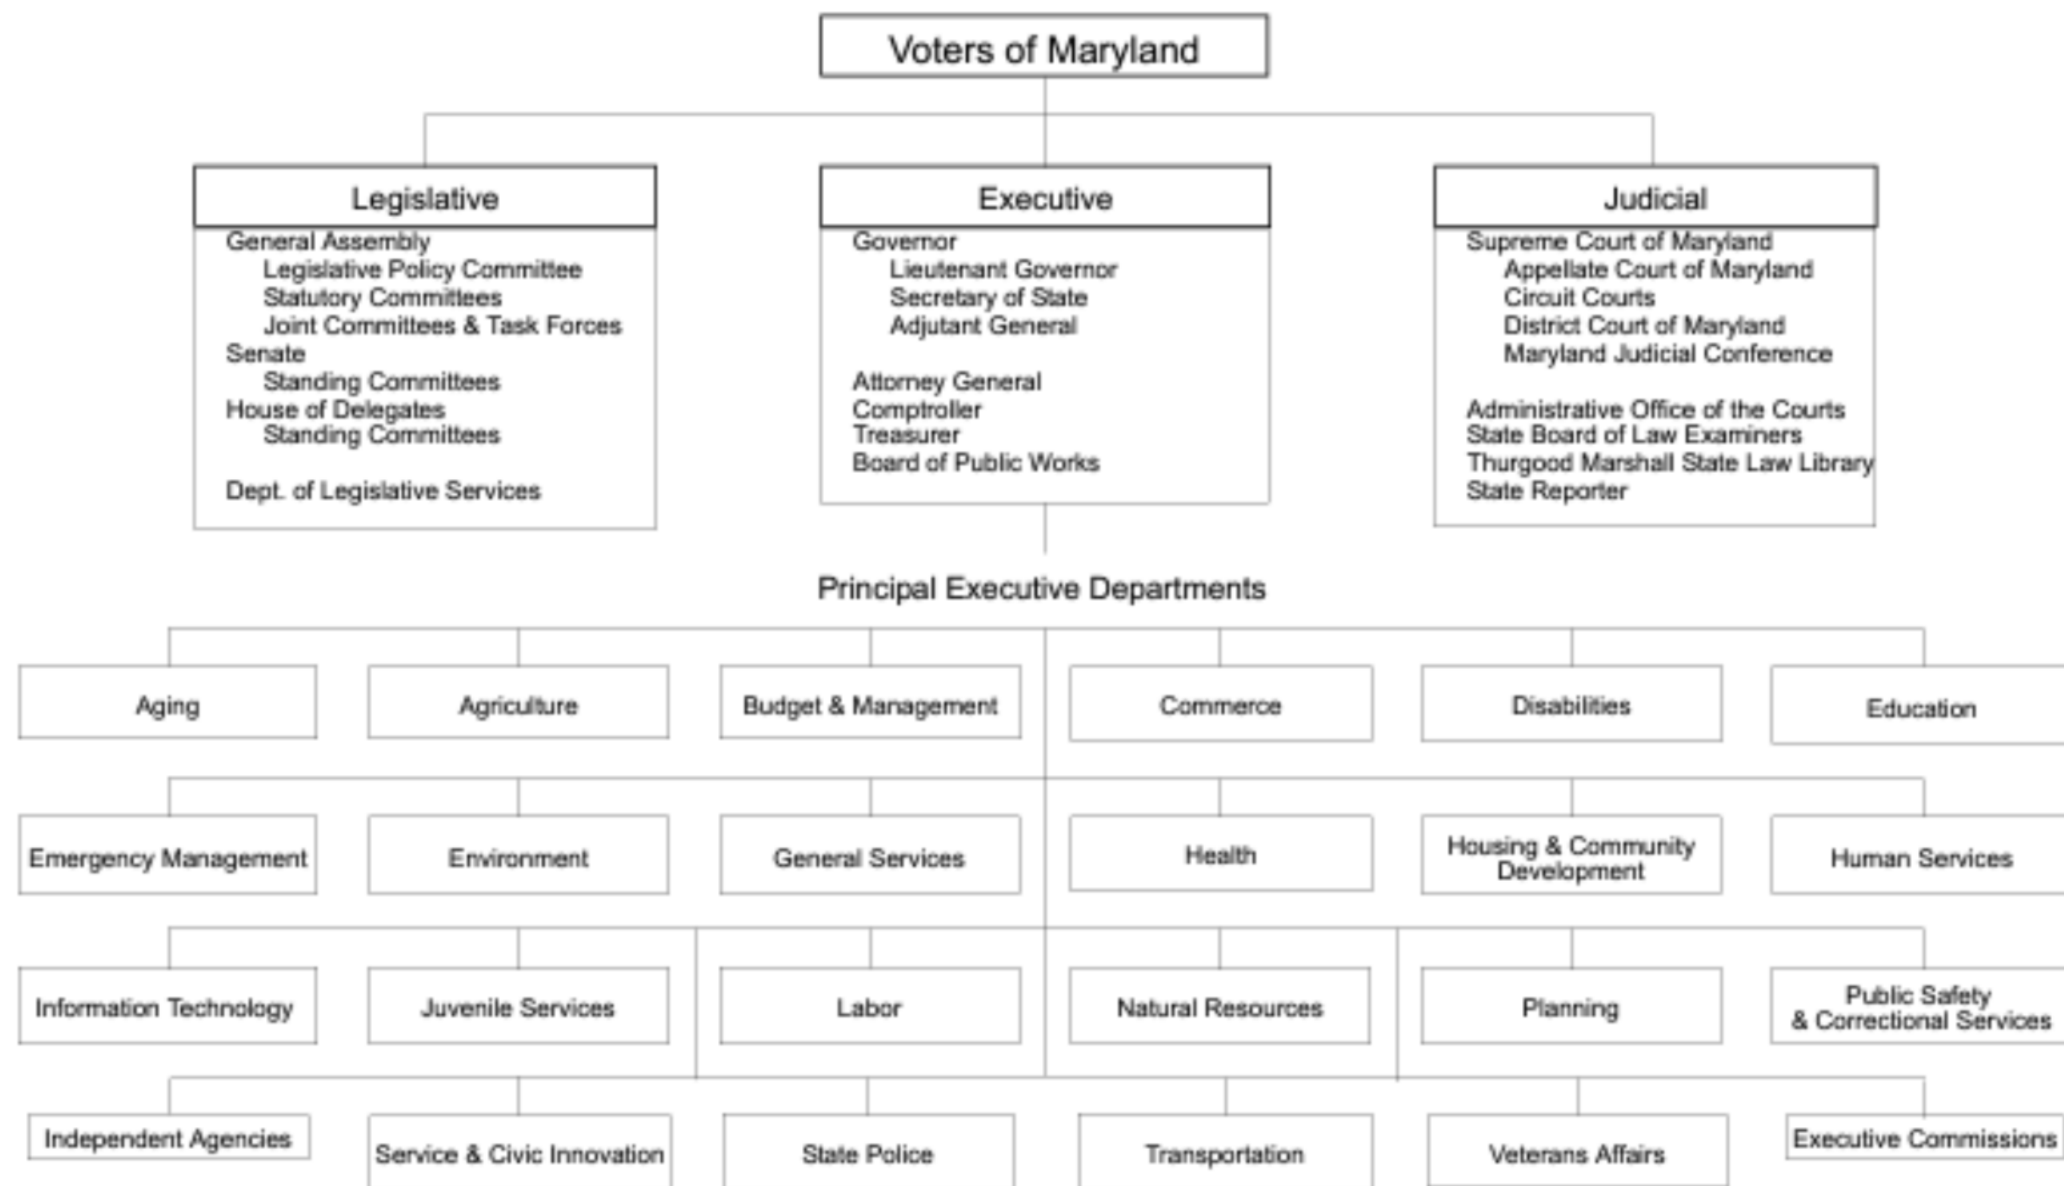 Voters of Maryland
Legislative
General Assembly
Legislative Policy Committee
Statutory Committees
Joint Committees & Task Forces
Senate
Standing Committees
House of Delegates
Standing Committees
Dept. of Legislative Services
Executive
Governor
Lieutenant Governor
Secretary of State
Adjutant General
Attorney General
Comptroller
Treasurer
Board of Public Works
Judicial
Supreme Court of Maryland
Appellate Court of Maryland
Circuit Courts
District Court of Maryland
Maryland Judicial Conference
Administrative Office of the Courts
State Board of Law Examiners
Thurgood Marshall State Law Library
State Reporter
Principal Executive Departments
Aging
Agriculture
Budget & Management
Commerce
Disabilities
Education
Emergency Management
Environment
General Services
Health
Housing & Community
Development
Human Services
Information Technology
Juvenile Services
Labor
Natural Resources
Planning
Public Safety
& Correctional Services
Independent Agencies
Service & Civic Innovation
State Police
Transportation
Veterans Affairs
Executive Commissions